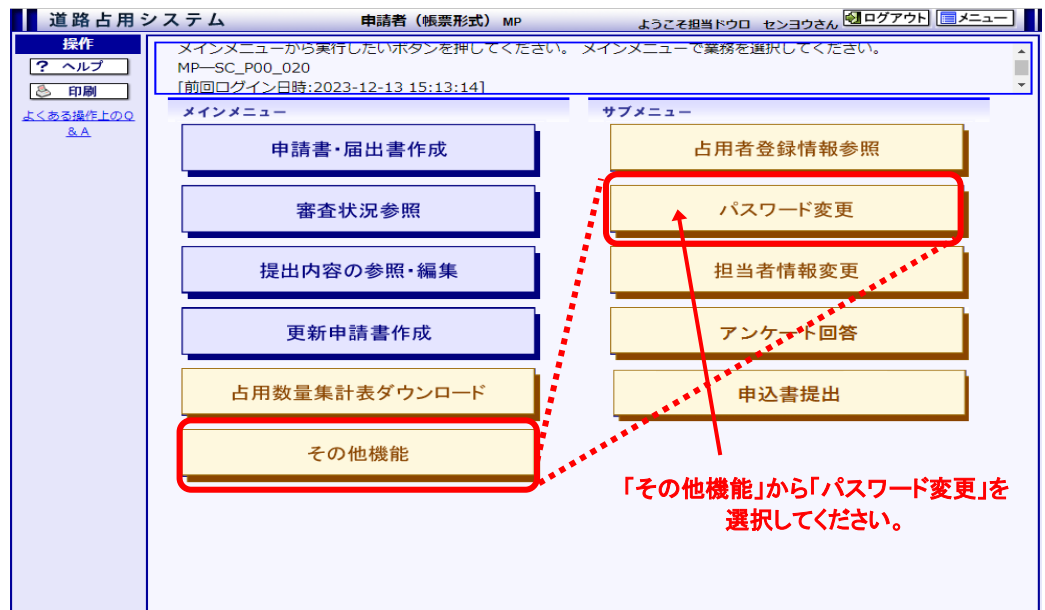 道路占用システム
申請者（帳票形式） MP
ようこそ担当ドウロ センヨウさん
ログアウト
メニュー
操作
? ヘルプ
印刷
よくある操作上のQ
＆A
メインメニューから実行したいボタンを押してください。 メインメニューで業務を選択してください。
MP―SC_P00_020
[前回ログイン日時:2023-12-13 15:13:14]
メインメニュー
申請書・届出書作成
審査状況参照
提出内容の参照・編集
更新申請書作成
占用数量集計表ダウンロード
その他機能
サブメニュー
占用者登録情報参照
パスワード変更
担当者情報変更
アンケート回答
申込書提出
「その他機能」から「パスワード変更」を
選択してください。